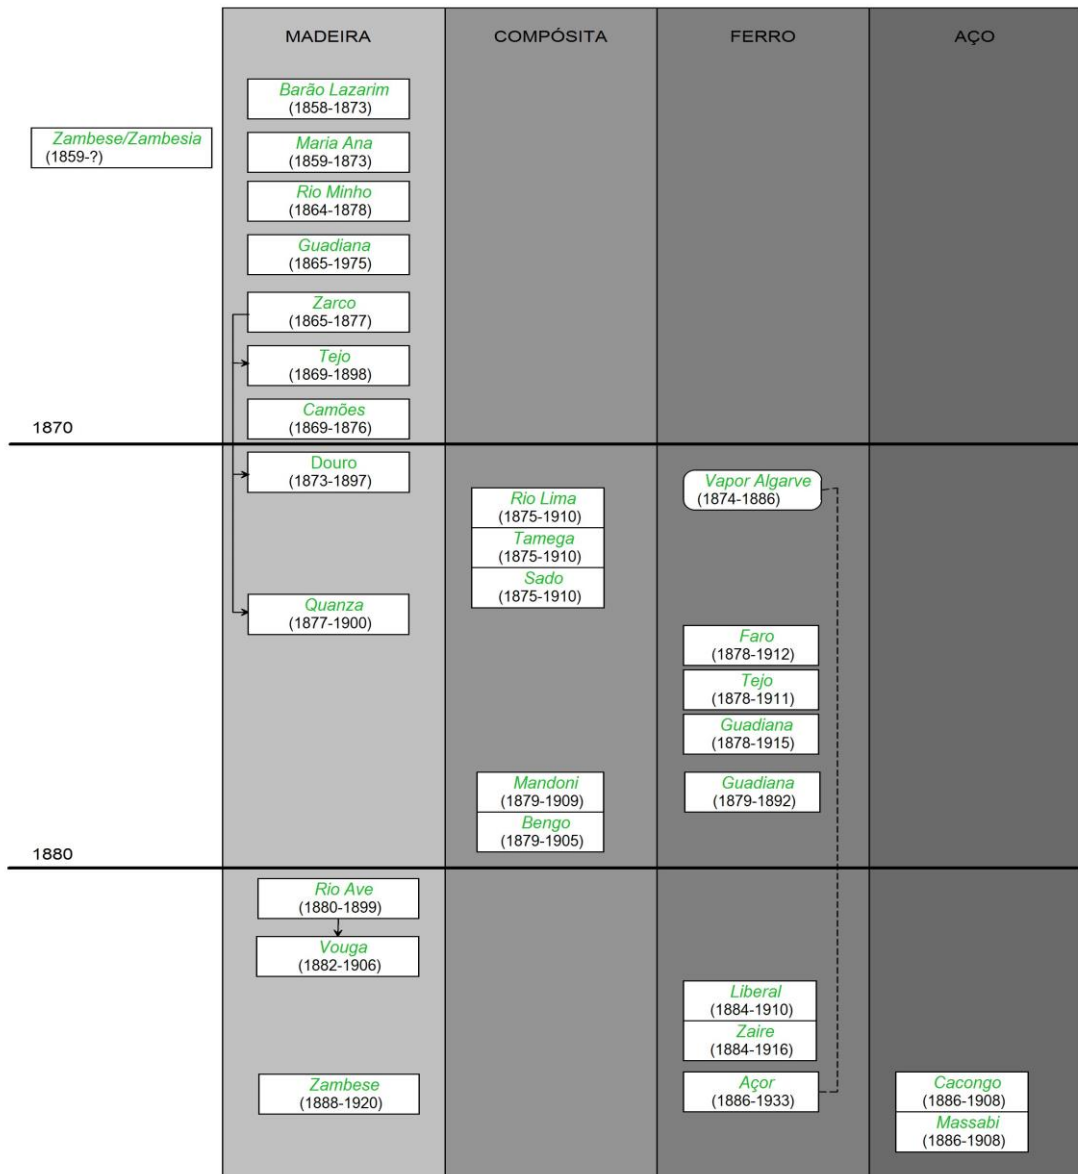 MADEIRA
COMPÓSITA
FERRO
AÇO
Barão Lazarim
(1858-1873)
Zambese/Zambesia
(1859-?)
Maria Ana
(1859-1873)
Rio Minho
(1864-1878)
Guadiana
(1865-1975)
Zarco
(1865-1877)
Tejo
(1869-1898)
Camões
(1869-1876)
1870
Douro
(1873-1897)
Vapor Algarve
(1874-1886)
Rio Lima
(1875-1910)
Tamega
(1875-1910)
Sado
(1875-1910)
Quanza
(1877-1900)
Faro
(1878-1912)
Tejo
(1878-1911)
Guadiana
(1878-1915)
Mandoni
(1879-1909)
Guadiana
(1879-1892)
Bengo
(1879-1905)
1880
Rio Ave
(1880-1899)
Vouga
(1882-1906)
Liberal
(1884-1910)
Zaire
(1884-1916)
Zambese
(1888-1920)
Açor
(1886-1933)
Cacongo
(1886-1908)
Massabi
(1886-1908)